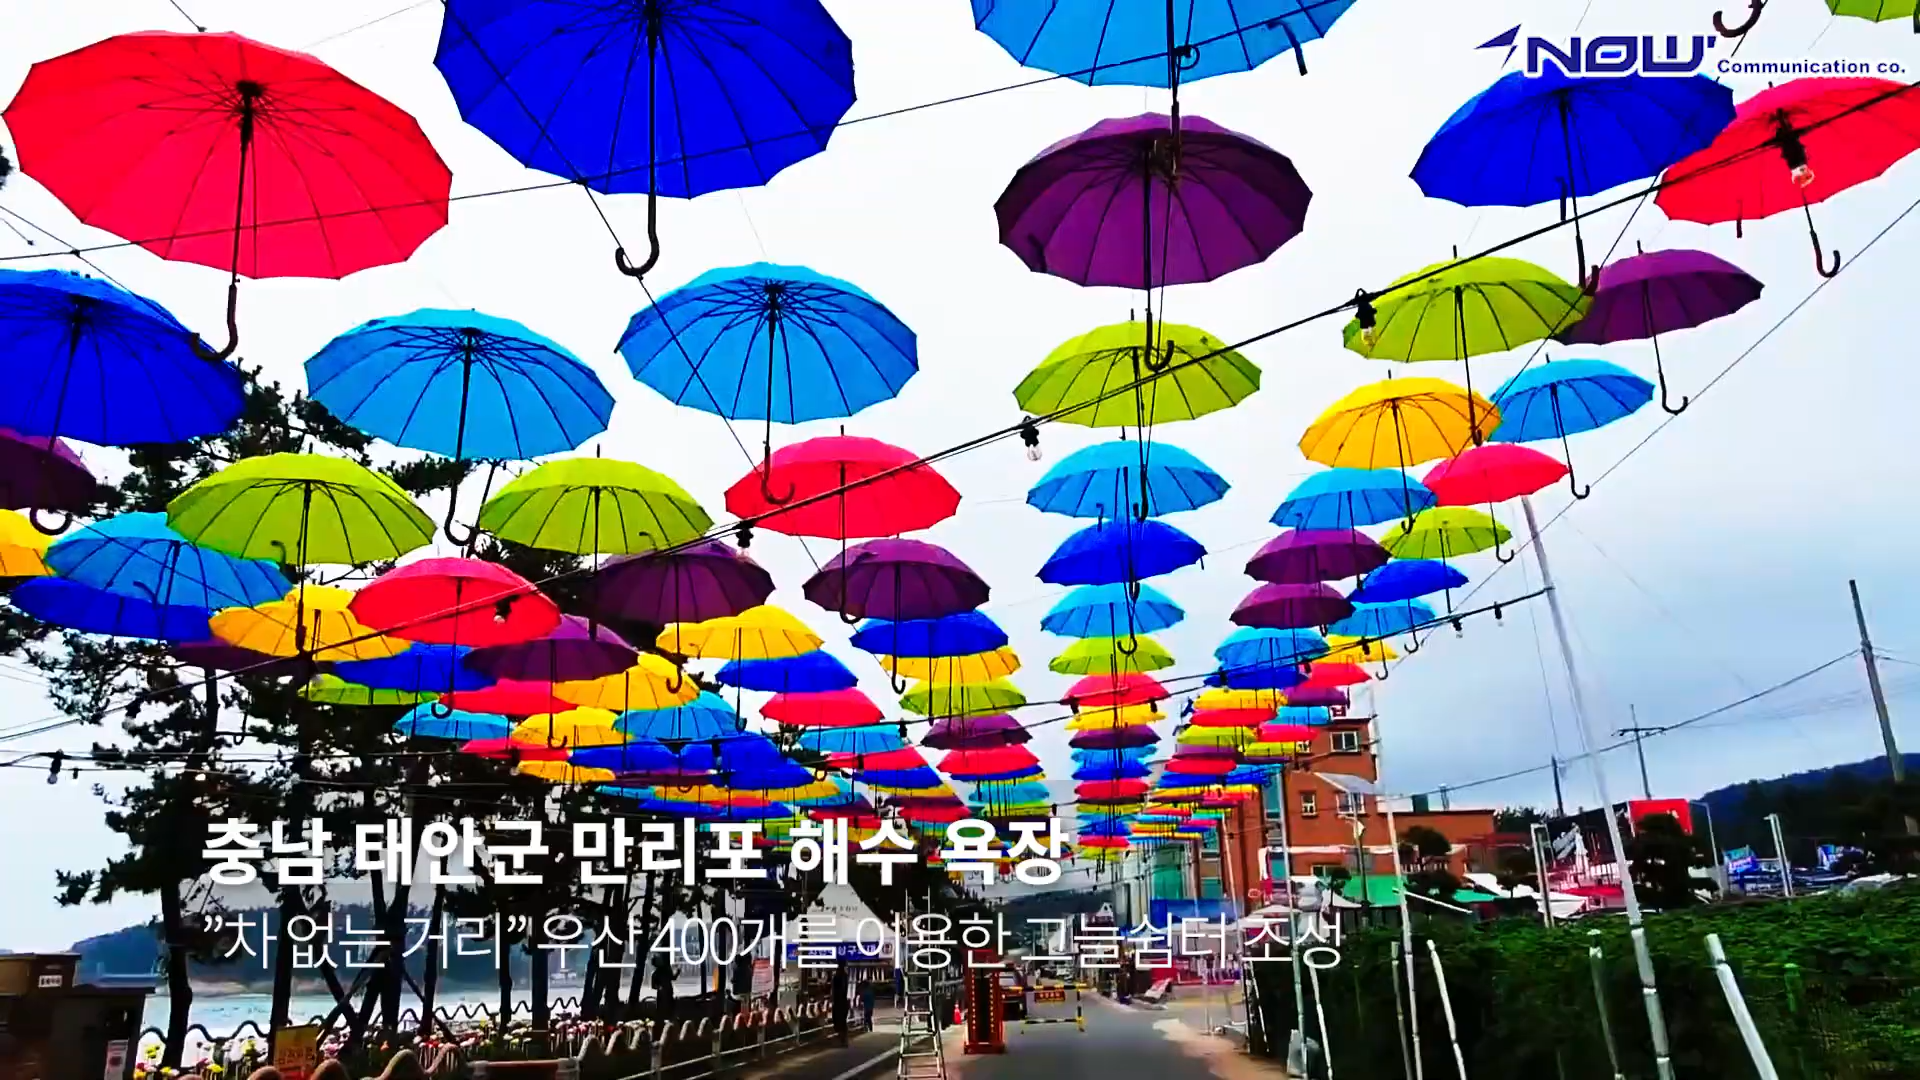 NOW'
Communication co.
충남 태안군 만리포 해수 욕장
”차 없는 거리” 우산 400개를 이용한 그늘쉼터 조성